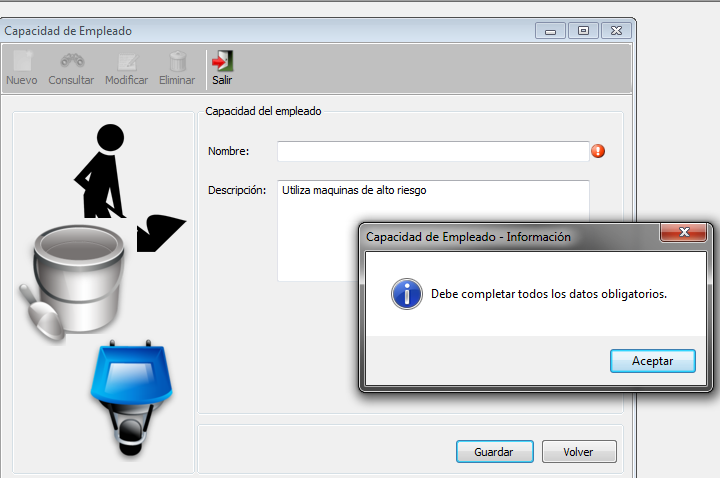 Capacidad de Empleado
Nuevo Consultar Modificar Eliminar Salir
Capacidad del empleado
Nombre:
Descripción: Utiliza maquinas de alto riesgo
Capacidad de Empleado - Información
Debe completar todos los datos obligatorios.
Aceptar
Guardar Volver